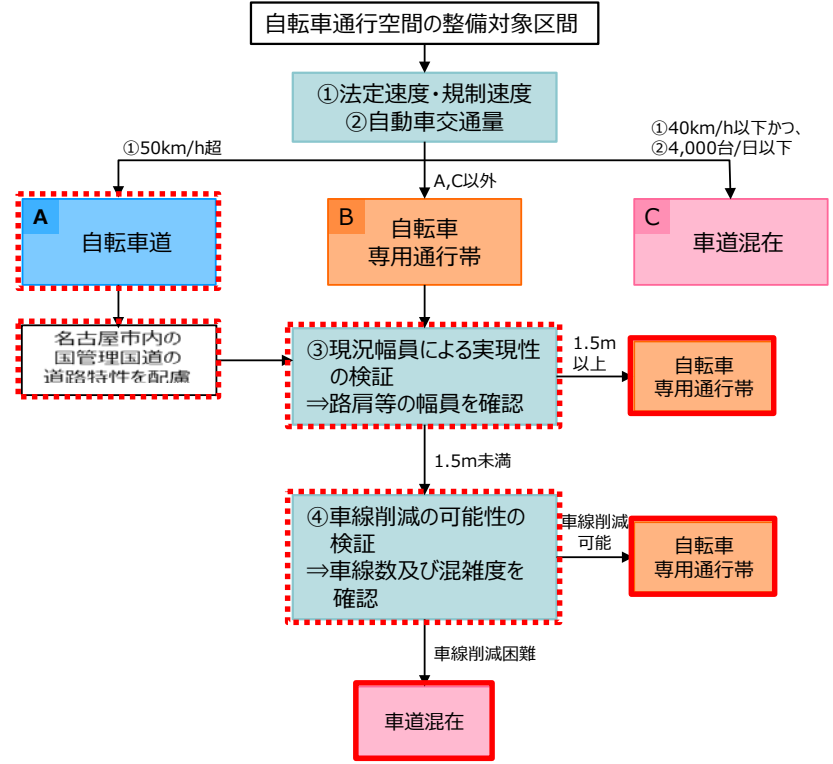 自転車通行空間の整備対象区間
①法定速度・規制速度
②自動車交通量
①50km/h超
A,C以外
①40km/h以下かつ、
②4,000台/日以下
A
自転車道
B
自転車
専用通行帯
C
車道混在
名古屋市内の
国管理国道の
道路特性を配慮
③現況幅員による実現性
の検証
⇒路肩等の幅員を確認
1.5m
以上
自転車
専用通行帯
1.5m未満
④車線削減の可能性の
検証
⇒車線数及び混雑度を
確認
車線削減
可能
自転車
専用通行帯
車線削減困難
車道混在